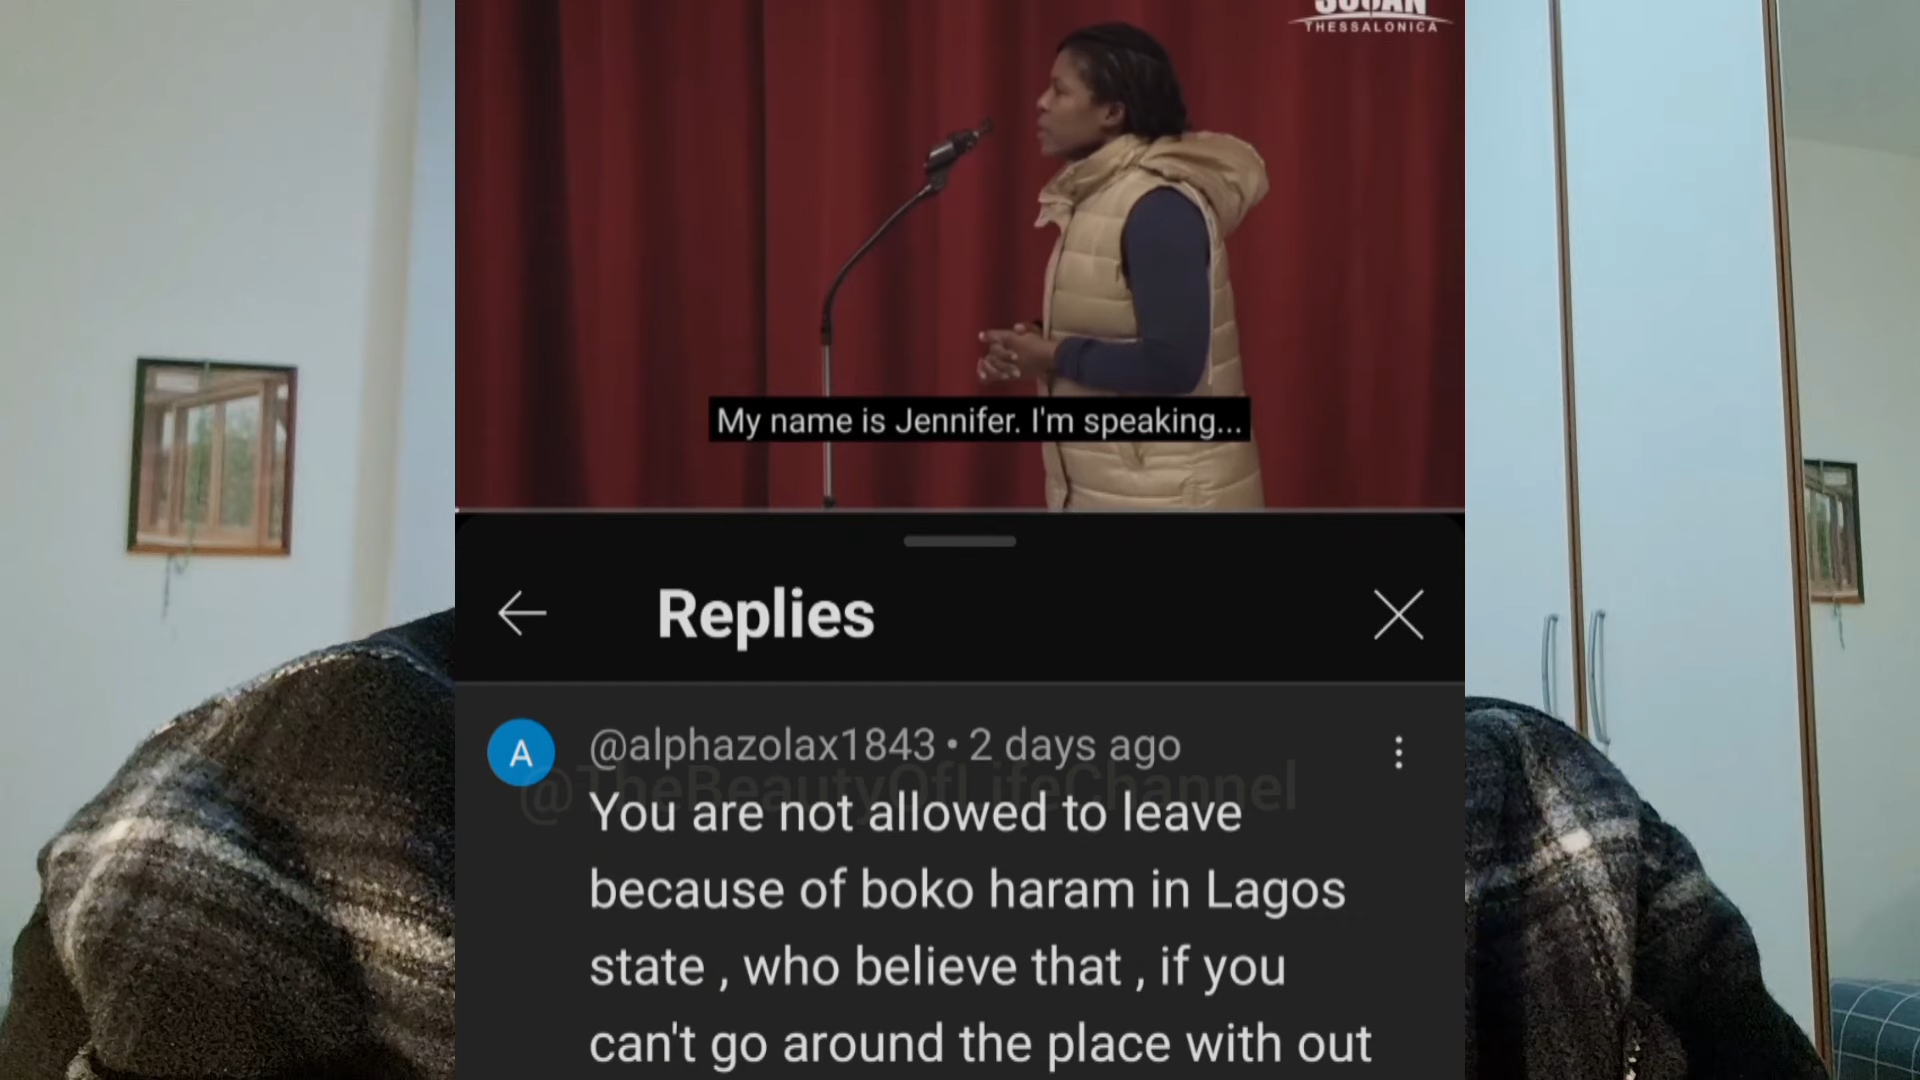 THESSALONICA
My name is Jennifer. I'm speaking...
Replies
A
@alphazolax1843 • 2 days ago
@TheBeautyOfLifeChannel
You are not allowed to leave
because of boko haram in Lagos
state , who believe that , if you
can't go around the place with out